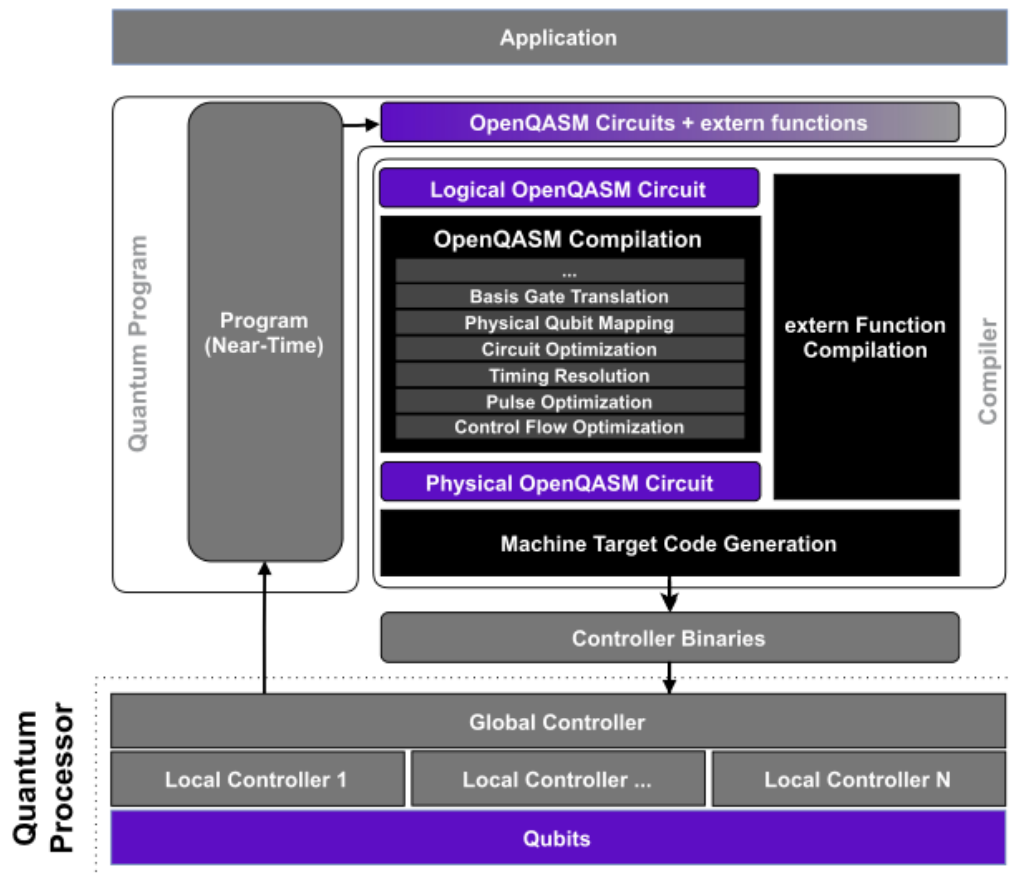 Application
Quantum Program
Program
(Near-Time)
OpenQASM Circuits + extern functions
Logical OpenQASM Circuit
OpenQASM Compilation
...
Basis Gate Translation
Physical Qubit Mapping
Circuit Optimization
Timing Resolution
Pulse Optimization
Control Flow Optimization
Physical OpenQASM Circuit
extern Function
Compilation
Compiler
Machine Target Code Generation
Controller Binaries
Quantum
Processor
Global Controller
Local Controller 1
Local Controller ...
Local Controller N
Qubits